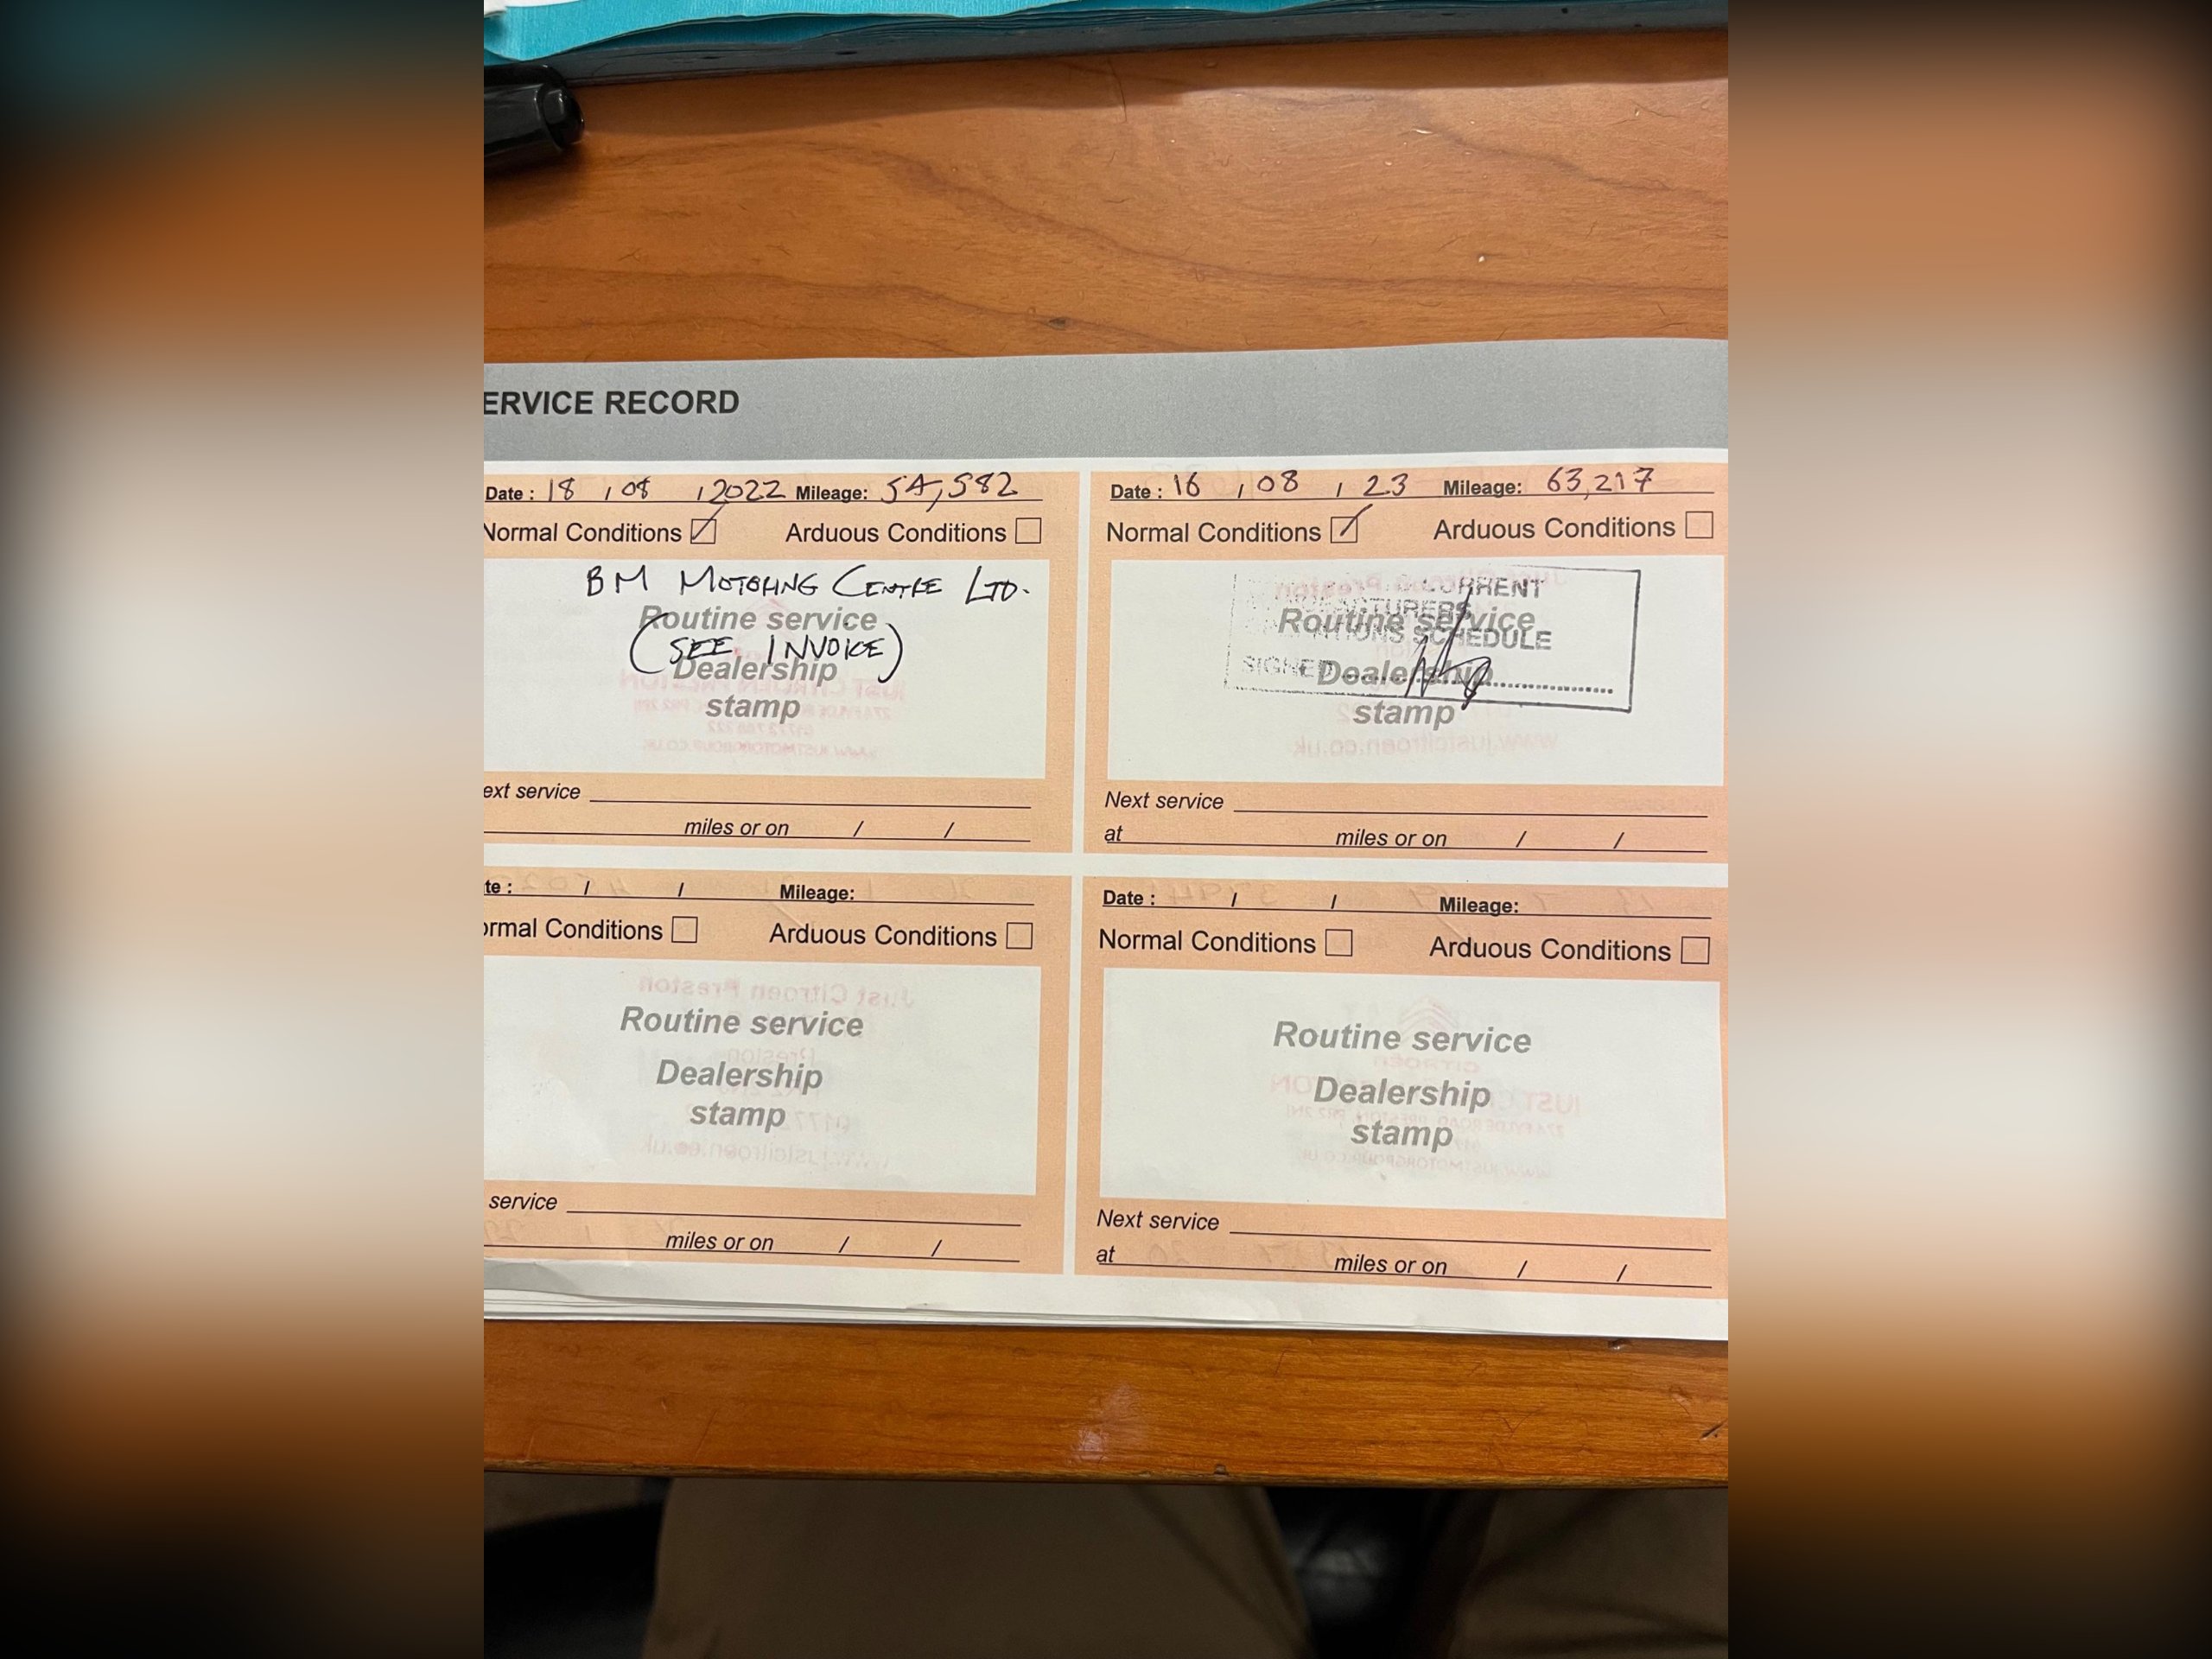 ERVICE RECORD
Date : 18 / 08 / 2022 Mileage: 54,582
Normal Conditions Arduous Conditions
BM MOTORING CENTRE LTD.
Routine service
(SEE INVOICE)
Dealership
stamp
ext service
miles or on / /
Date : 16 / 08 / 23 Mileage: 63,217
Normal Conditions Arduous Conditions
CURRENT
Routine service
SCHEDULE
SIGNED
Dealership
stamp
Next service
at miles or on / /
te : / / Mileage:
ormal Conditions Arduous Conditions
Routine service
Dealership
stamp
service
miles or on / /
Date : / / Mileage:
Normal Conditions Arduous Conditions
Routine service
Dealership
stamp
Next service
at miles or on / /